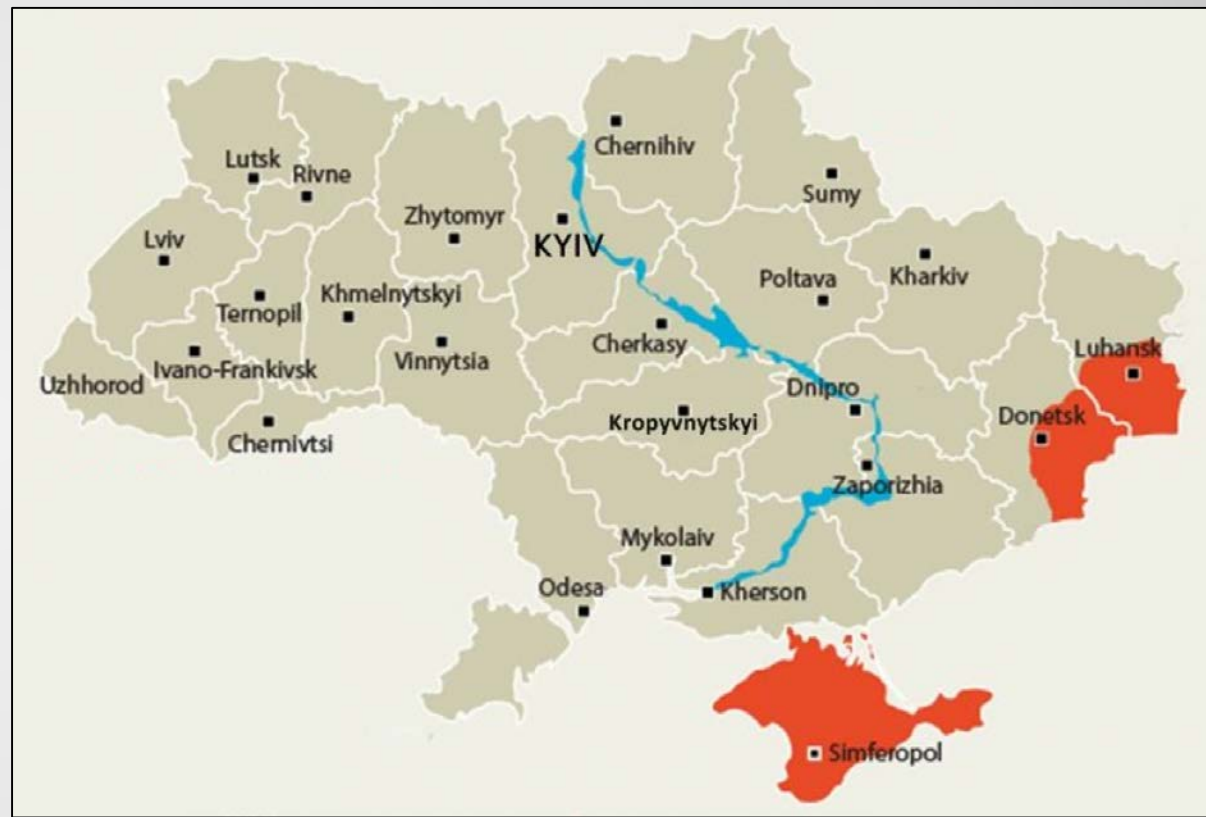 Chernihiv
Lutsk
Rivne
Sumy
Zhytomyr
Lviv
KYIV
Kharkiv
Poltava
Khmelnytskyi
Ternopil
Cherkasy
Luhansk
Vinnytsia
Ivano-Frankivsk
Uzhhorod
Dnipro
Donetsk
Kropyvnytskyi
Chernivtsi
Zaporizhia
Mykolaiv
Odesa
Kherson
Simferopol